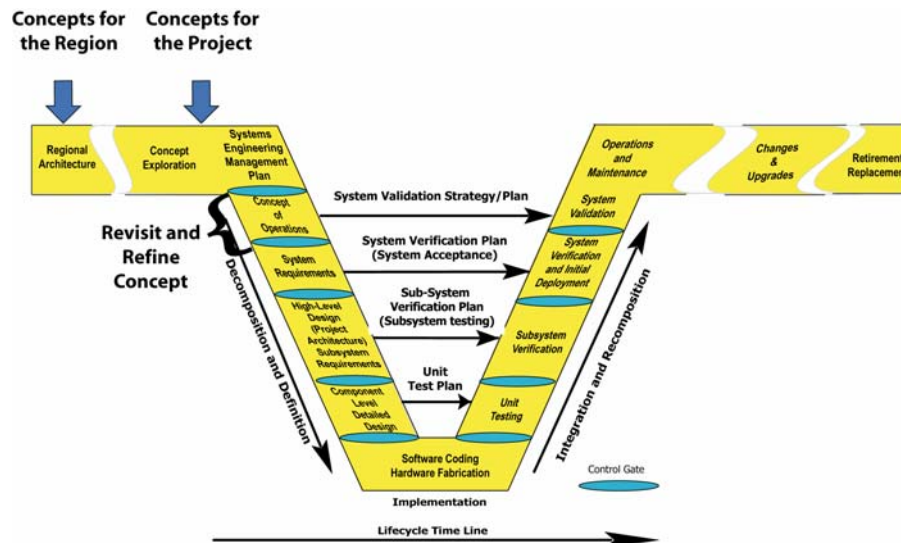 Concepts for
the Region
Concepts for
the Project
Regional
Architecture
Concept
Exploration
Systems
Engineering
Management
Plan
Operations
and
Maintenance
Changes
&
Upgrades
Retirement
Replacement
Revisit and
Refine
Concept
Concept
of
Operations
System Validation Strategy/Plan
System
Validation
System
Requirements
System Verification Plan
(System Acceptance)
System
Verification
and Initial
Deployment
High-Level
Design
(Project
Architecture)
Subsystem
Requirements
Sub-System
Verification Plan
(Subsystem testing)
Subsystem
Verification
Component
Level
Detailed
Design
Unit
Test Plan
Unit
Testing
Decomposition and Definition
Integration and Recomposition
Software Coding
Hardware Fabrication
Control Gate
Implementation
Lifecycle Time Line